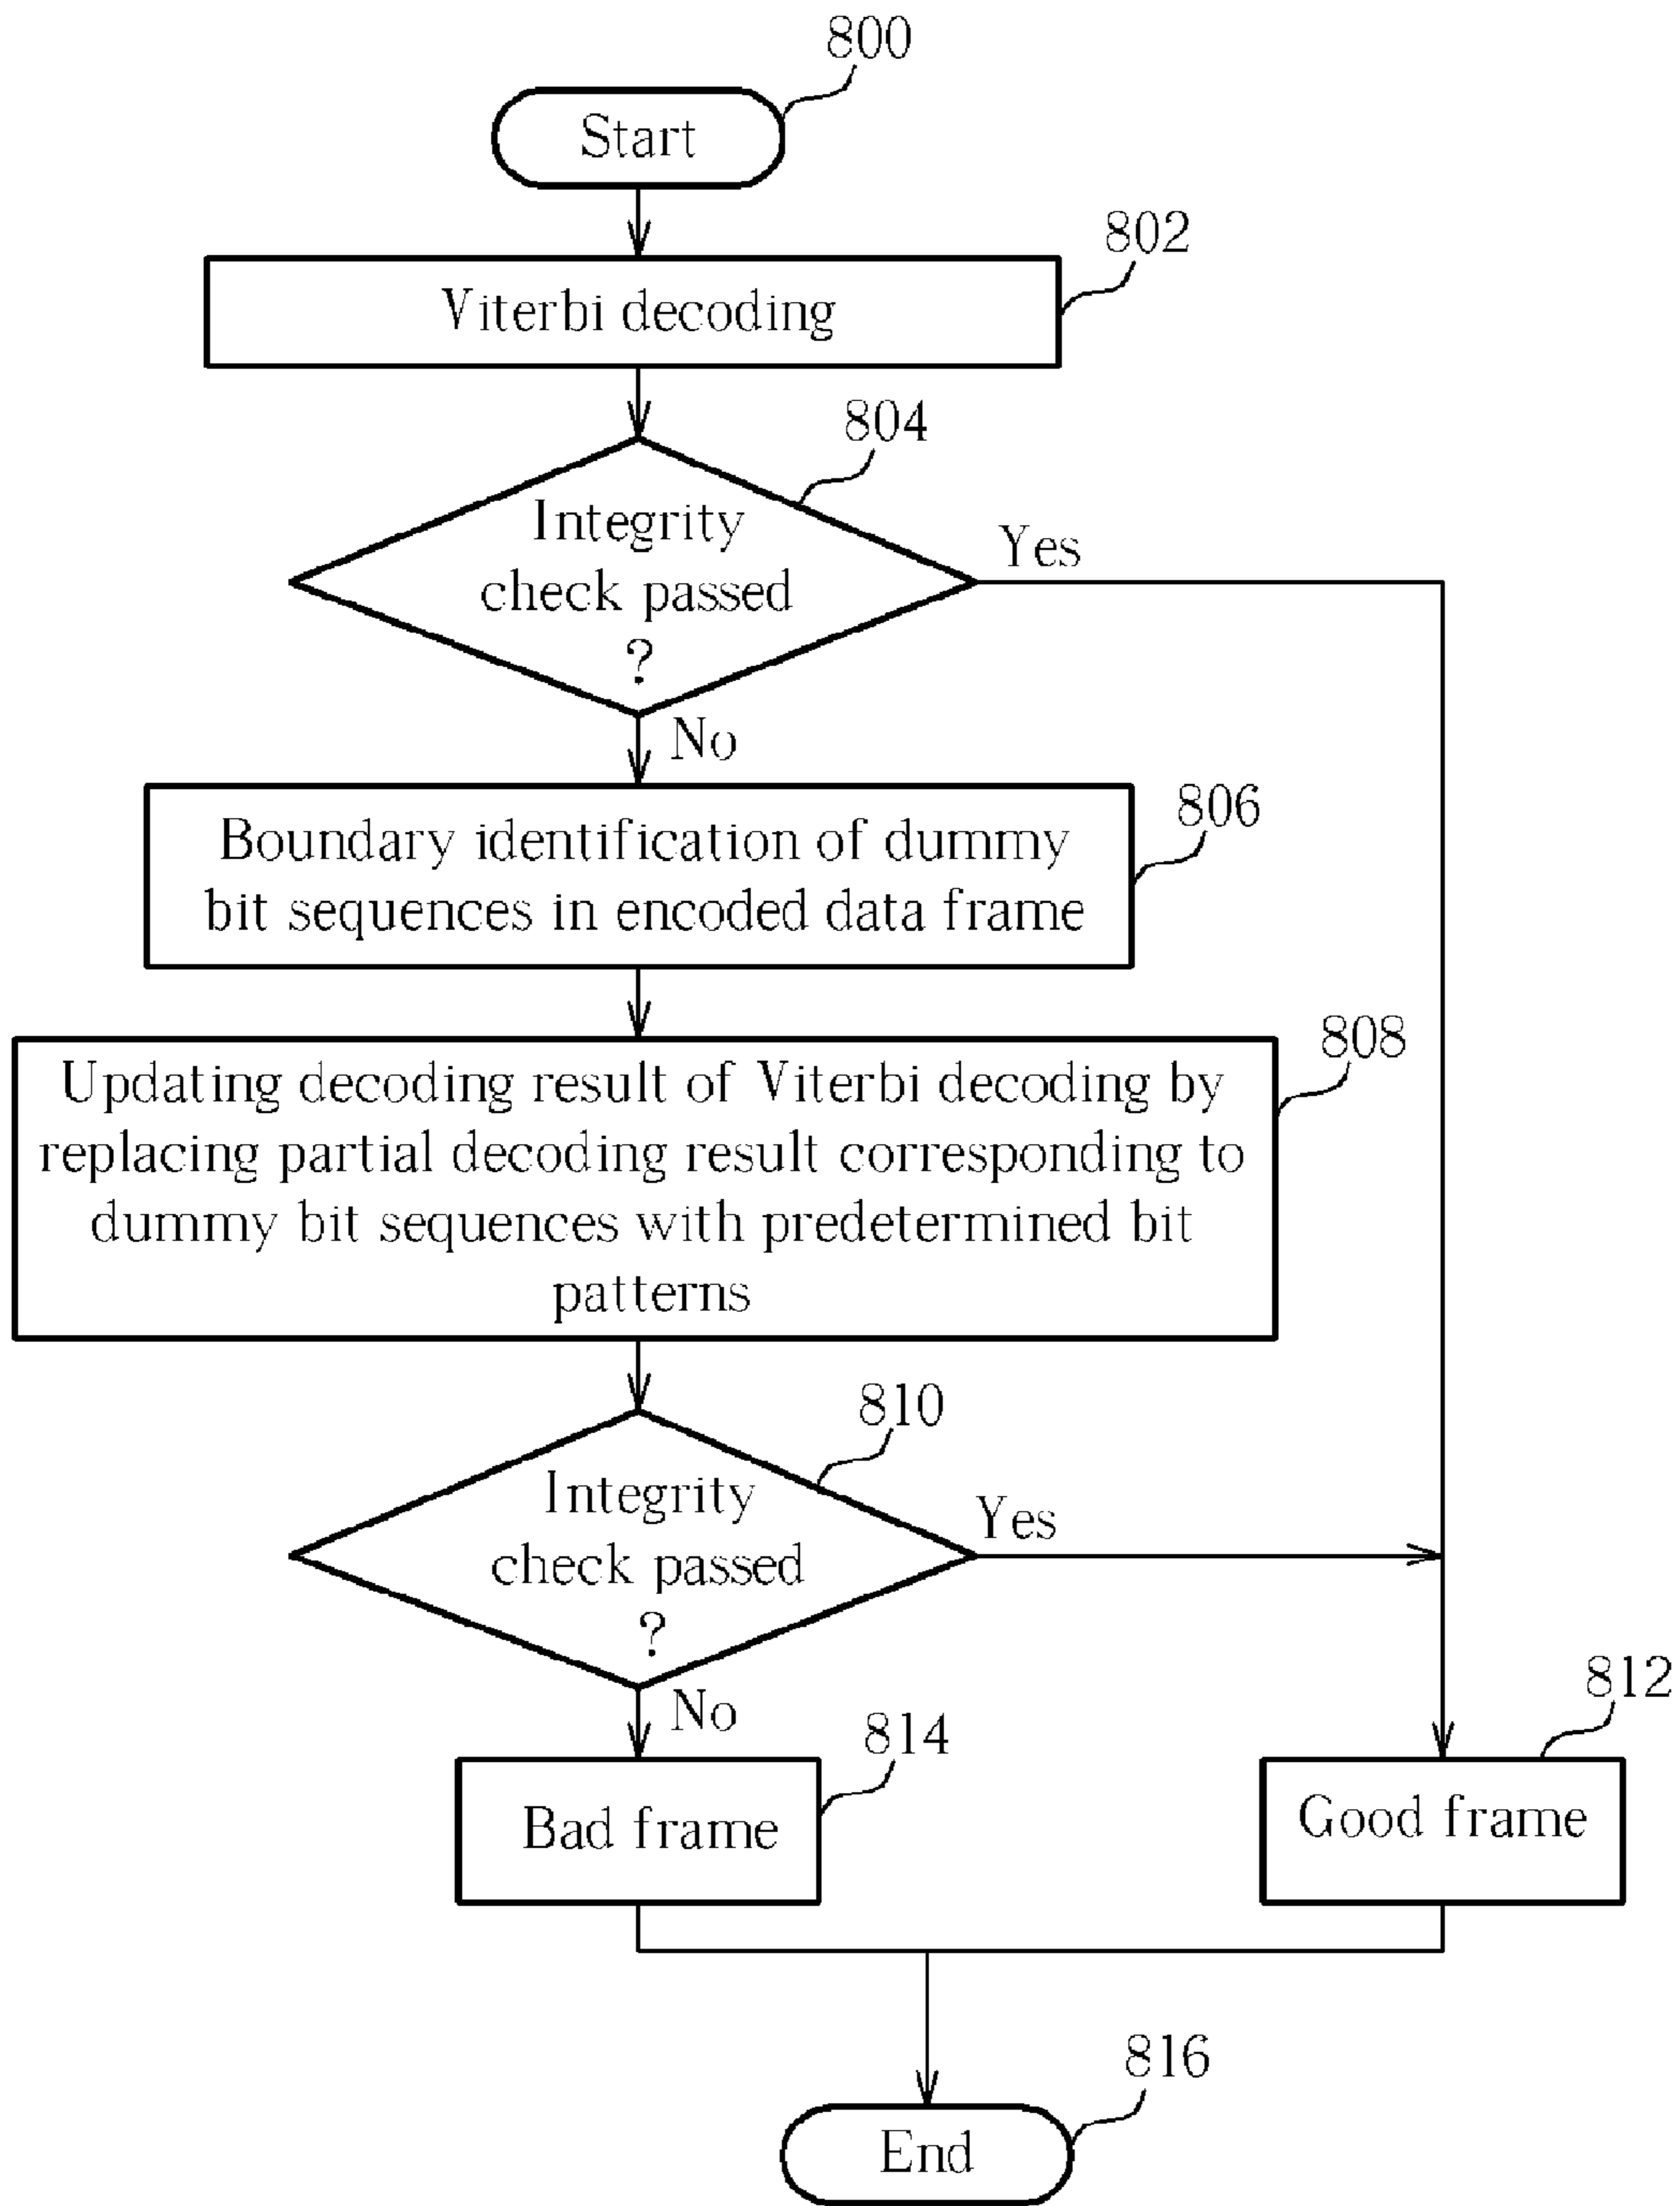 800
Start
802
Viterbi decoding
804
Integrity
check passed
?
Yes
No
806
Boundary identification of dummy
bit sequences in encoded data frame
808
Updating decoding result of Viterbi decoding by
replacing partial decoding result corresponding to
dummy bit sequences with predetermined bit
patterns
810
Integrity
check passed
?
Yes
No
812
814
Bad frame
Good frame
816
End